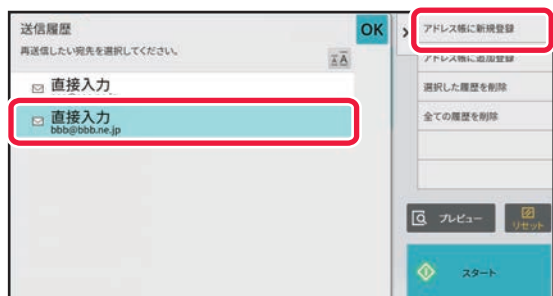 送信履歴
再送信したい宛先を選択してください。
OK
直接入力
直接入力
bbb@bbb.ne.jp
アドレス帳に新規登録
アドレス帳に追加登録
選択した履歴を削除
全ての履歴を削除
プレビュー
リセット
スタート